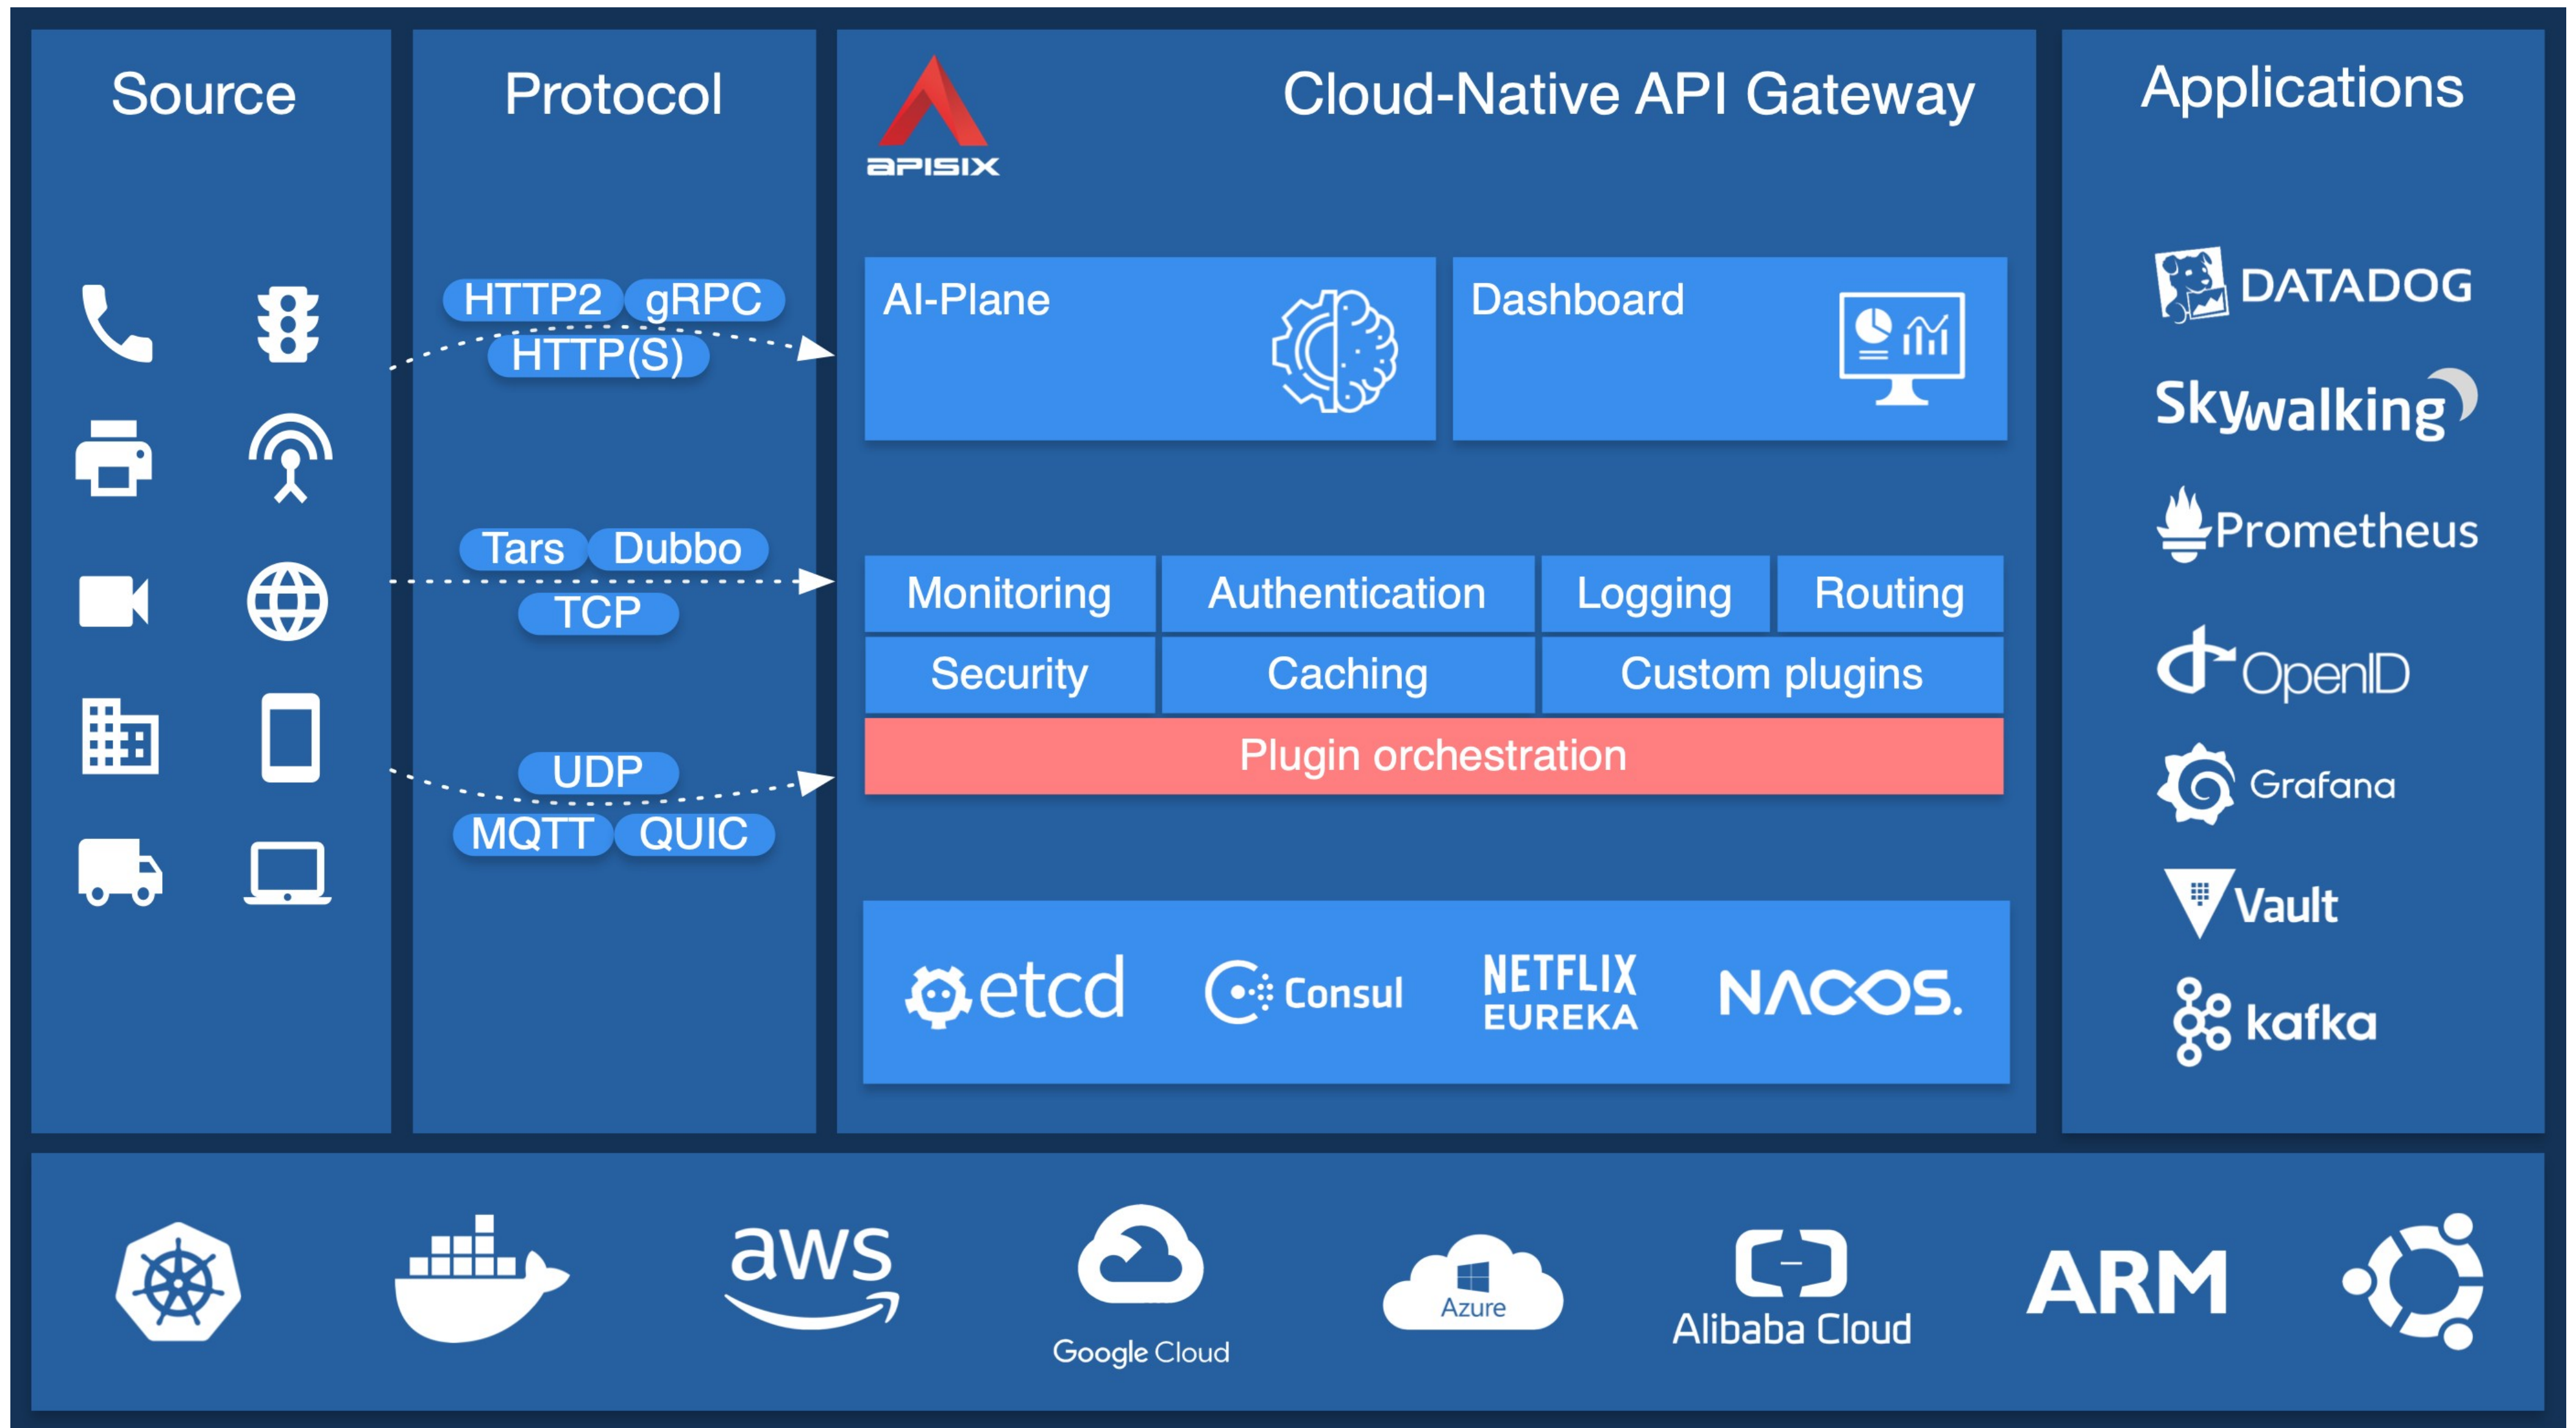 Source
Protocol
HTTP2 gRPC
HTTP(S)
Tars Dubbo
TCP
UDP
MQTT QUIC
APISIX
Cloud-Native API Gateway
AI-Plane
Dashboard
Monitoring Authentication Logging Routing
Security Caching Custom plugins
Plugin orchestration
etcd
Consul
NETFLIX
EUREKA
NACOS.
Applications
DATADOG
Skywalking
Prometheus
OpenID
Grafana
Vault
kafka
aws
Google Cloud
Azure
Alibaba Cloud
ARM